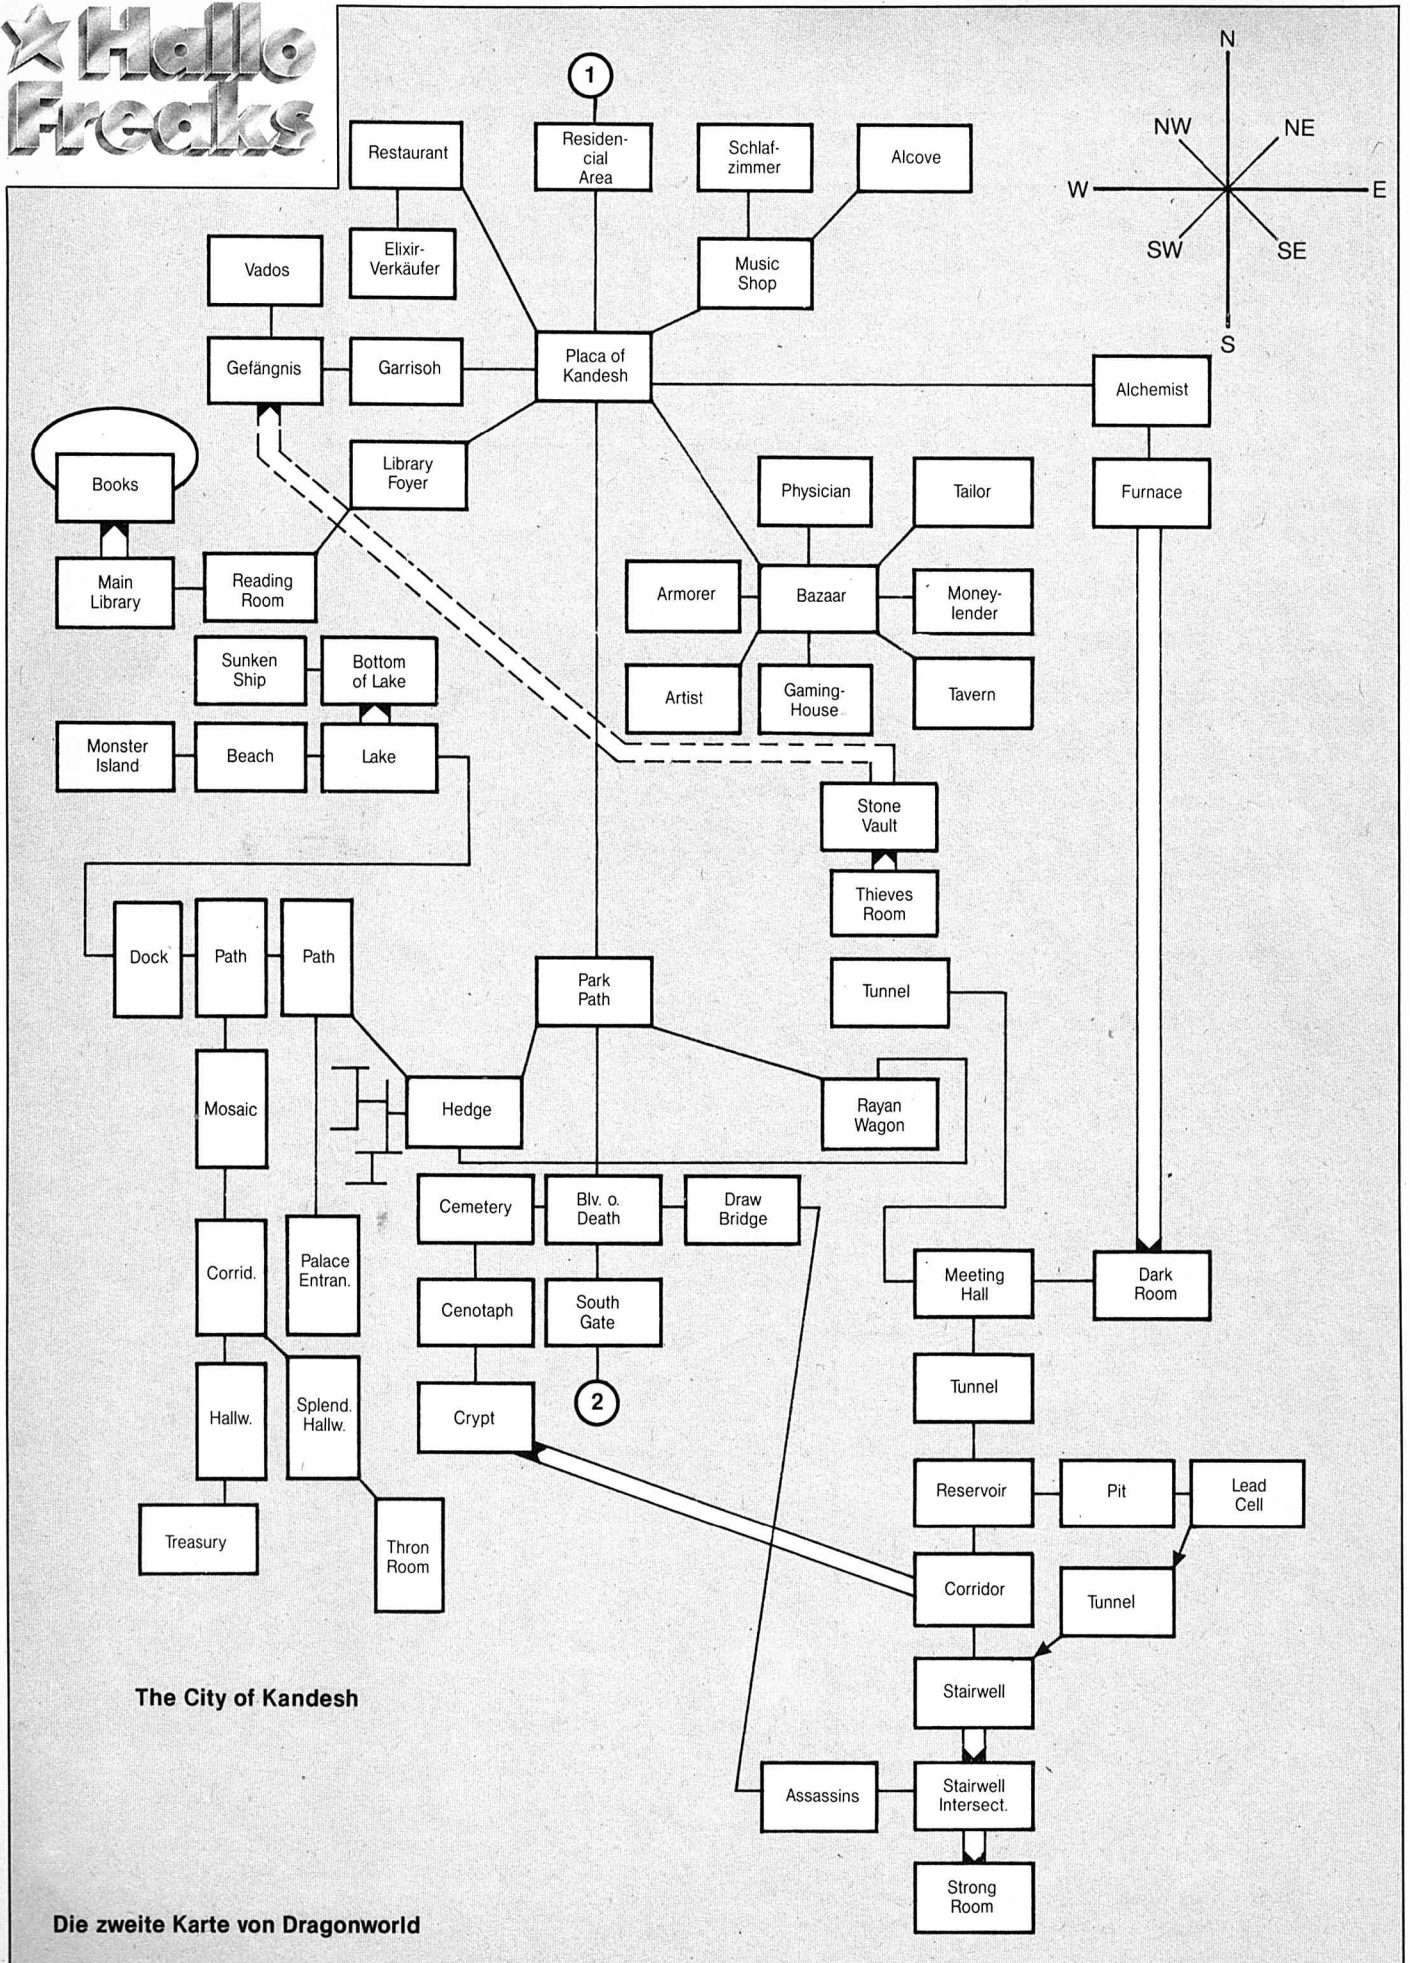 Hallo
Freaks
1
N
NW
NE
W
E
SW
SE
S
Restaurant
Residen-
cial
Area
Schlaf-
zimmer
Alcove
Elixir-
Verkäufer
Vados
Music
Shop
Gefängnis
Garrisoh
Placa of
Kandesh
Alchemist
Library
Foyer
Books
Physician
Tailor
Furnace
Main
Library
Reading
Room
Armorer
Bazaar
Money-
lender
Sunken
Ship
Bottom
of Lake
Artist
Gaming-
House
Tavern
Monster
Island
Beach
Lake
Stone
Vault
Thieves
Room
Dock
Path
Path
Park
Path
Tunnel
Mosaic
Hedge
Rayan
Wagon
Cemetery
Blv. o.
Death
Draw
Bridge
Corrid.
Palace
Entran.
Cenotaph
South
Gate
Meeting
Hall
Dark
Room
Hallw.
Splend.
Hallw.
Crypt
2
Tunnel
Reservoir
Pit
Lead
Cell
Treasury
Thron
Room
Corridor
Tunnel
Stairwell
The City of Kandesh
Assassins
Stairwell
Intersect.
Strong
Room
Die zweite Karte von Dragonworld